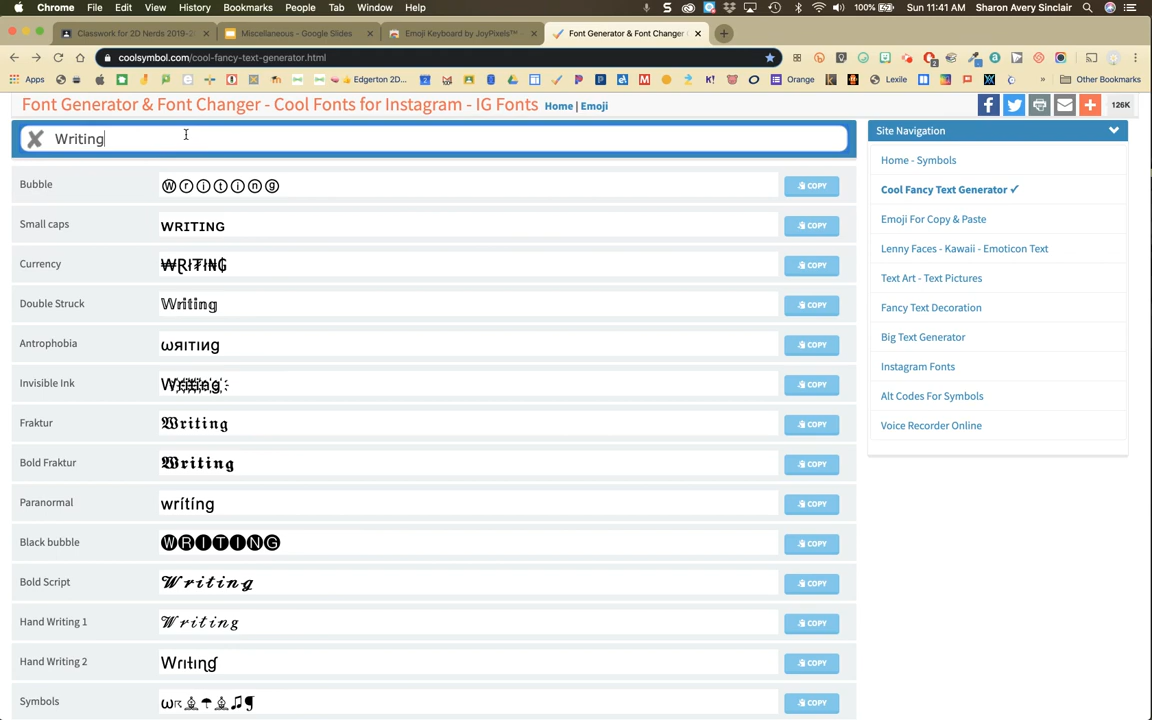 Chrome File Edit View History Bookmarks People Tab Window Help 100% Sun 11:41 AM Sharon Avery Sinclair
Classwork for 2D Nerds 2019-2 Miscellaneous - Google Slides Emoji Keyboard by JoyPixels™ - Font Generator & Font Changer -
coolsymbol.com/cool-fancy-text-generator.html
Apps Edgerton 2D... Orange Lexile Other Bookmarks
Font Generator & Font Changer - Cool Fonts for Instagram - IG Fonts Home | Emoji 126K
Writing
Bubble Ⓦⓡⓘⓣⓘⓝⓖ COPY
Small caps ᴡʀɪᴛɪɴɢ COPY
Currency ₩Ɽł₮ł₦₲ COPY
Double Struck 𝕎𝕣𝕚𝕥𝕚𝕟𝕘 COPY
Antrophobia ωяιтιиg COPY
Invisible Ink Writing COPY
Fraktur 𝔚𝔯𝔦𝔱𝔦𝔫𝔤 COPY
Bold Fraktur 𝖂𝖗𝖎𝖙𝖎𝖓𝖌 COPY
Paranormal wrítíng COPY
Black bubble 🅦🅡🅘🅣🅘🅝🅖 COPY
Bold Script 𝓦𝓻𝓲𝓽𝓲𝓷𝓰 COPY
Hand Writing 1 𝒲𝓇𝒾𝓉𝒾𝓃𝑔 COPY
Hand Writing 2 Wɾıtıɳɠ COPY
Symbols ω☈♗☂♗♫¶ COPY
Site Navigation
Home - Symbols
Cool Fancy Text Generator ✓
Emoji For Copy & Paste
Lenny Faces - Kawaii - Emoticon Text
Text Art - Text Pictures
Fancy Text Decoration
Big Text Generator
Instagram Fonts
Alt Codes For Symbols
Voice Recorder Online